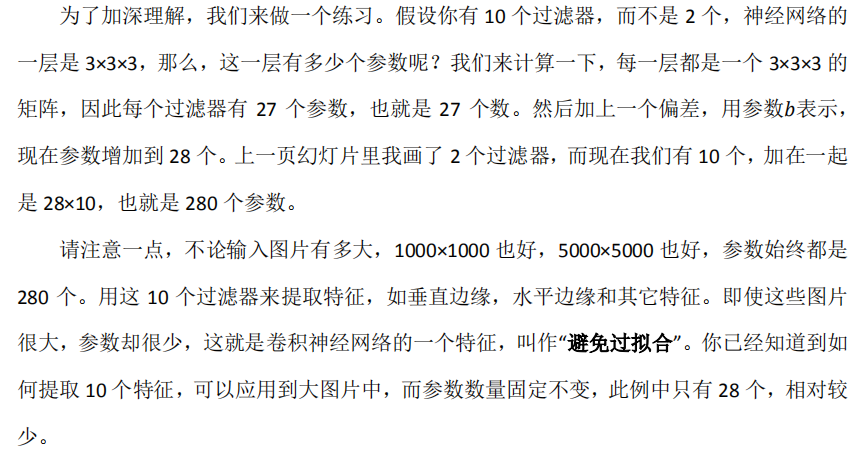 为了加深理解，我们来做一个练习。假设你有 10 个过滤器，而不是 2 个，神经网络的
一层是 3×3×3，那么，这一层有多少个参数呢？我们来计算一下，每一层都是一个 3×3×3 的
矩阵，因此每个过滤器有 27 个参数，也就是 27 个数。然后加上一个偏差，用参数b表示，
现在参数增加到 28 个。上一页幻灯片里我画了 2 个过滤器，而现在我们有 10 个，加在一起
是 28×10，也就是 280 个参数。
请注意一点，不论输入图片有多大，1000×1000 也好，5000×5000 也好，参数始终都是
280 个。用这 10 个过滤器来提取特征，如垂直边缘，水平边缘和其它特征。即使这些图片
很大，参数却很少，这就是卷积神经网络的一个特征，叫作“避免过拟合”。你已经知道到如
何提取 10 个特征，可以应用到大图片中，而参数数量固定不变，此例中只有 28 个，相对较
少。